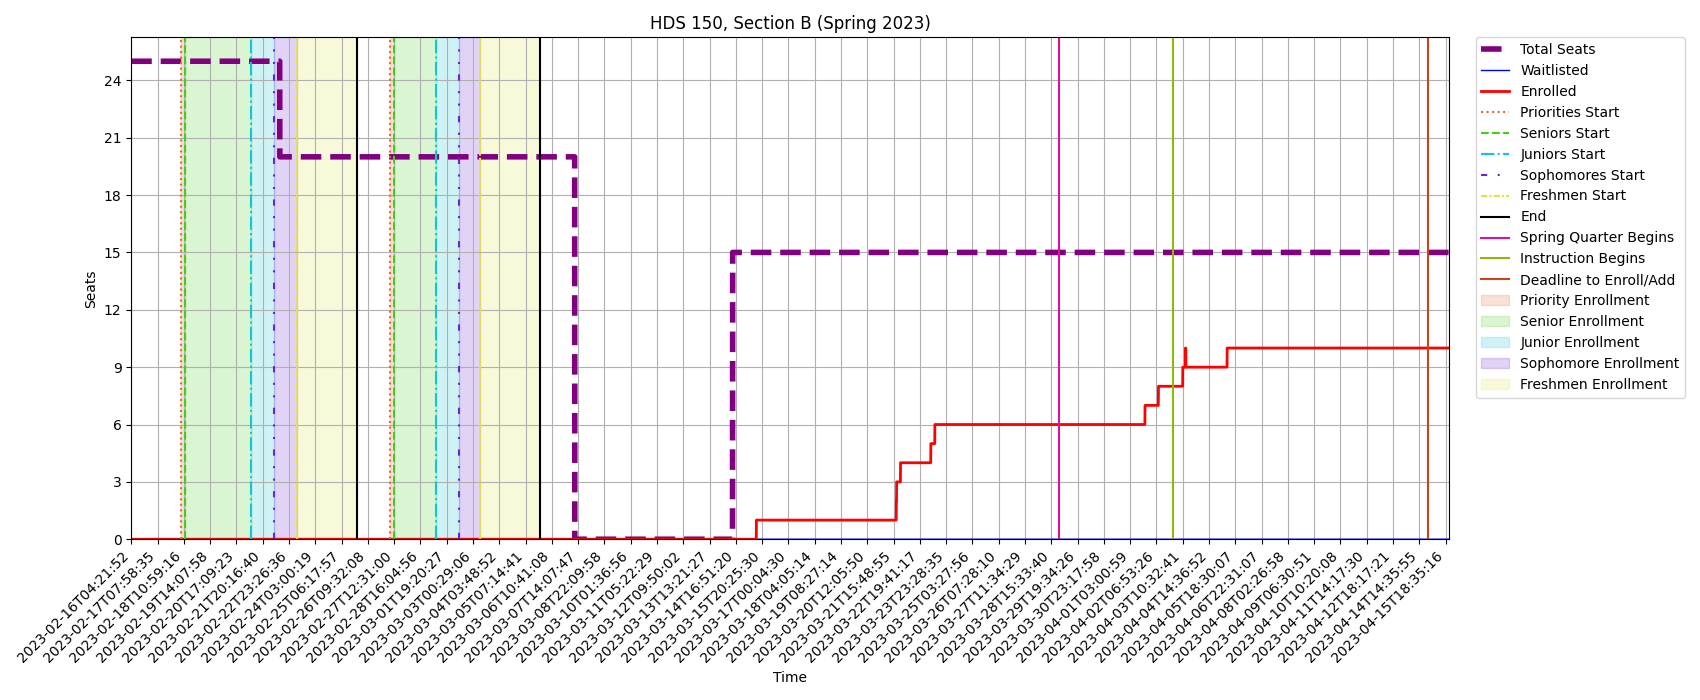 HDS 150, Section B (Spring 2023)
Seats
24
21
18
15
12
9
6
3
0
2023-02-16T04:21:52
2023-02-17T07:58:35
2023-02-18T10:59:16
2023-02-19T14:07:58
2023-02-20T17:09:23
2023-02-21T20:16:40
2023-02-22T23:26:36
2023-02-24T03:00:19
2023-02-25T06:17:57
2023-02-26T09:32:08
2023-02-27T12:31:00
2023-02-28T16:04:56
2023-03-01T19:20:27
2023-03-03T00:29:06
2023-03-04T03:48:52
2023-03-05T07:14:41
2023-03-06T10:41:08
2023-03-07T14:07:47
2023-03-08T22:09:58
2023-03-10T01:36:56
2023-03-11T05:22:29
2023-03-12T09:50:02
2023-03-13T13:21:27
2023-03-14T16:51:20
2023-03-15T20:25:30
2023-03-17T00:04:30
2023-03-18T04:05:14
2023-03-19T08:27:14
2023-03-20T12:05:50
2023-03-21T15:48:55
2023-03-22T19:41:17
2023-03-23T23:28:35
2023-03-25T03:27:56
2023-03-26T07:28:10
2023-03-27T11:34:29
2023-03-28T15:33:40
2023-03-29T19:34:26
2023-03-30T23:17:58
2023-04-01T03:00:59
2023-04-02T06:53:26
2023-04-03T10:32:41
2023-04-04T14:36:52
2023-04-05T18:30:07
2023-04-06T22:31:07
2023-04-08T02:26:58
2023-04-09T06:30:51
2023-04-10T10:20:08
2023-04-11T14:17:30
2023-04-12T18:17:21
2023-04-14T14:35:55
2023-04-15T18:35:16
Time
Total Seats
Waitlisted
Enrolled
Priorities Start
Seniors Start
Juniors Start
Sophomores Start
Freshmen Start
End
Spring Quarter Begins
Instruction Begins
Deadline to Enroll/Add
Priority Enrollment
Senior Enrollment
Junior Enrollment
Sophomore Enrollment
Freshmen Enrollment